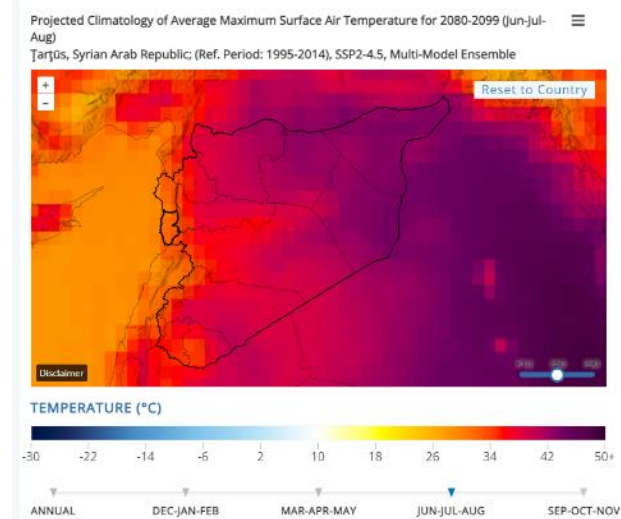 Projected Climatology of Average Maximum Surface Air Temperature for 2080-2099 (Jun-Jul-
Aug)
Ţarţūs, Syrian Arab Republic; (Ref. Period: 1995-2014), SSP2-4.5, Multi-Model Ensemble
+
-
Reset to Country
Disclaimer
P10 P50 P90
TEMPERATURE (°C)
-30 -22 -14 -6 2 10 18 26 34 42 50+
ANNUAL DEC-JAN-FEB MAR-APR-MAY JUN-JUL-AUG SEP-OCT-NOV